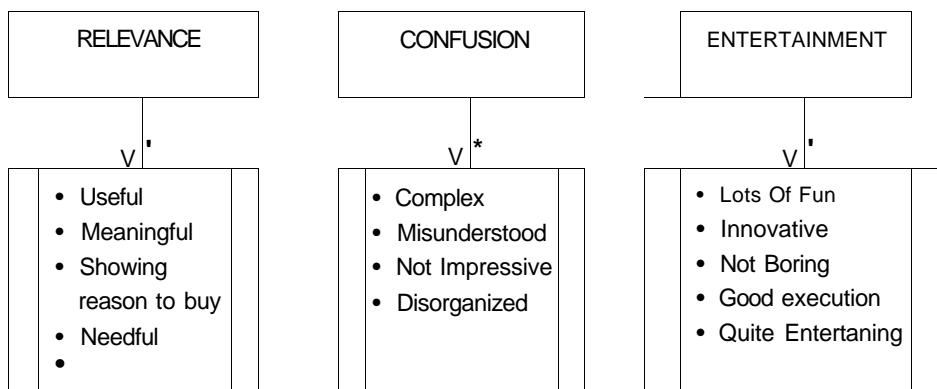 RELEVANCE
CONFUSION
ENTERTAINMENT
V '
V *
V '
• Useful
• Meaningful
• Showing
reason to buy
• Needful
•
• Complex
• Misunderstood
• Not Impressive
• Disorganized
• Lots Of Fun
• Innovative
• Not Boring
• Good execution
• Quite Entertaning